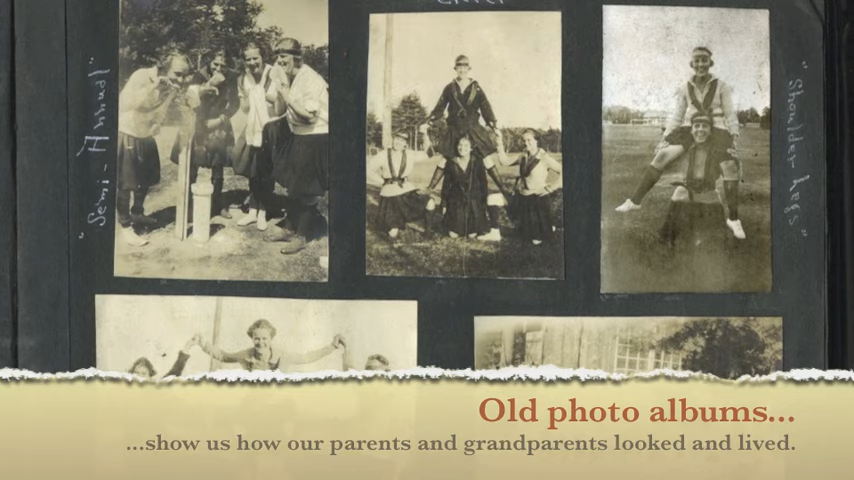 "Semi-Annual"
"Shoulder Legs"
Old photo albums...
...show us how our parents and grandparents looked and lived.